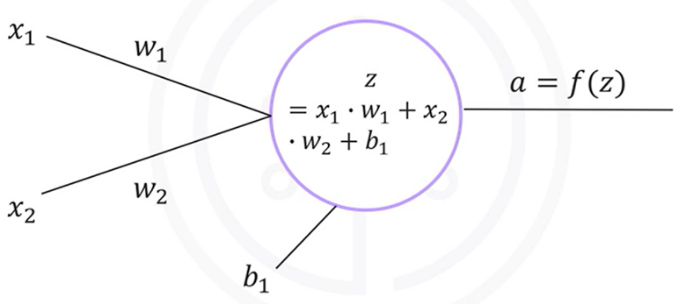 x₁
w₁
z
= x₁ · w₁ + x₂
· w₂ + b₁
a = f(z)
w₂
x₂
b₁